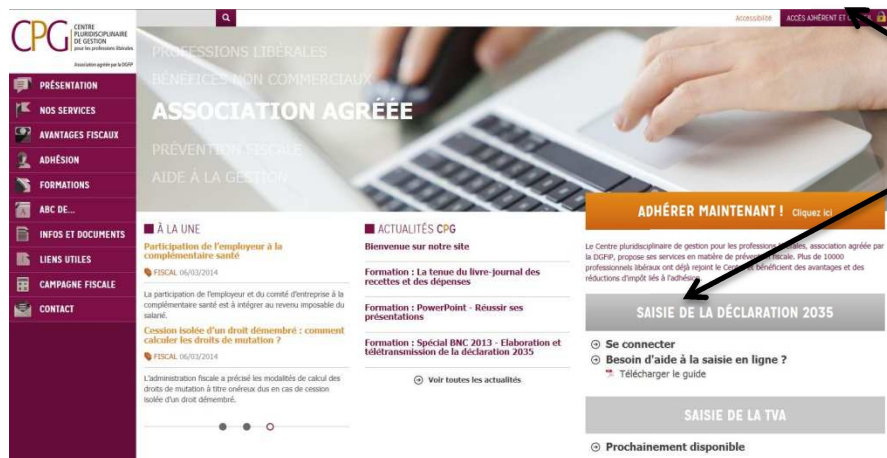 CPG
CENTRE
PLURIDISCIPLINAIRE
DE GESTION
pour les professions libérales
Association agréée par la DGFiP
Accessibilité
ACCÈS ADHÉRENT ET
PRÉSENTATION
NOS SERVICES
AVANTAGES FISCAUX
ADHÉSION
FORMATIONS
ABC DE...
INFOS ET DOCUMENTS
LIENS UTILES
CAMPAGNE FISCALE
CONTACT
PROFESSIONS LIBÉRALES
BÉNÉFICES NON COMMERCIAUX
ASSOCIATION AGRÉÉE
PRÉVENTION FISCALE
AIDE À LA GESTION
À LA UNE
Participation de l'employeur à la
complémentaire santé
FISCAL 06/03/2014
La participation de l'employeur et du comité d'entreprise à la
complémentaire santé est à intégrer au revenu imposable du
salarié.
Cession isolée d'un droit démembré : comment
calculer les droits de mutation ?
FISCAL 06/03/2014
L'administration fiscale a précisé les modalités de calcul des
droits de mutation à titre onéreux dus en cas de cession
isolée d'un droit démembré.
ACTUALITÉS CPG
Bienvenue sur notre site
Formation : La tenue du livre-journal des
recettes et des dépenses
Formation : PowerPoint - Réussir ses
présentations
Formation : Spécial BNC 2013 - Elaboration et
télétransmission de la déclaration 2035
Voir toutes les actualités
ADHÉRER MAINTENANT ! Cliquez ici
Le Centre pluridisciplinaire de gestion pour les professions libérales, association agréée par
la DGFiP, propose ses services en matière de prévention fiscale. Plus de 10000
professionnels libéraux ont déjà rejoint le Centre et bénéficient des avantages et des
réductions d'impôt liés à l'adhésion.
SAISIE DE LA DÉCLARATION 2035
Se connecter
Besoin d'aide à la saisie en ligne ?
Télécharger le guide
SAISIE DE LA TVA
Prochainement disponible